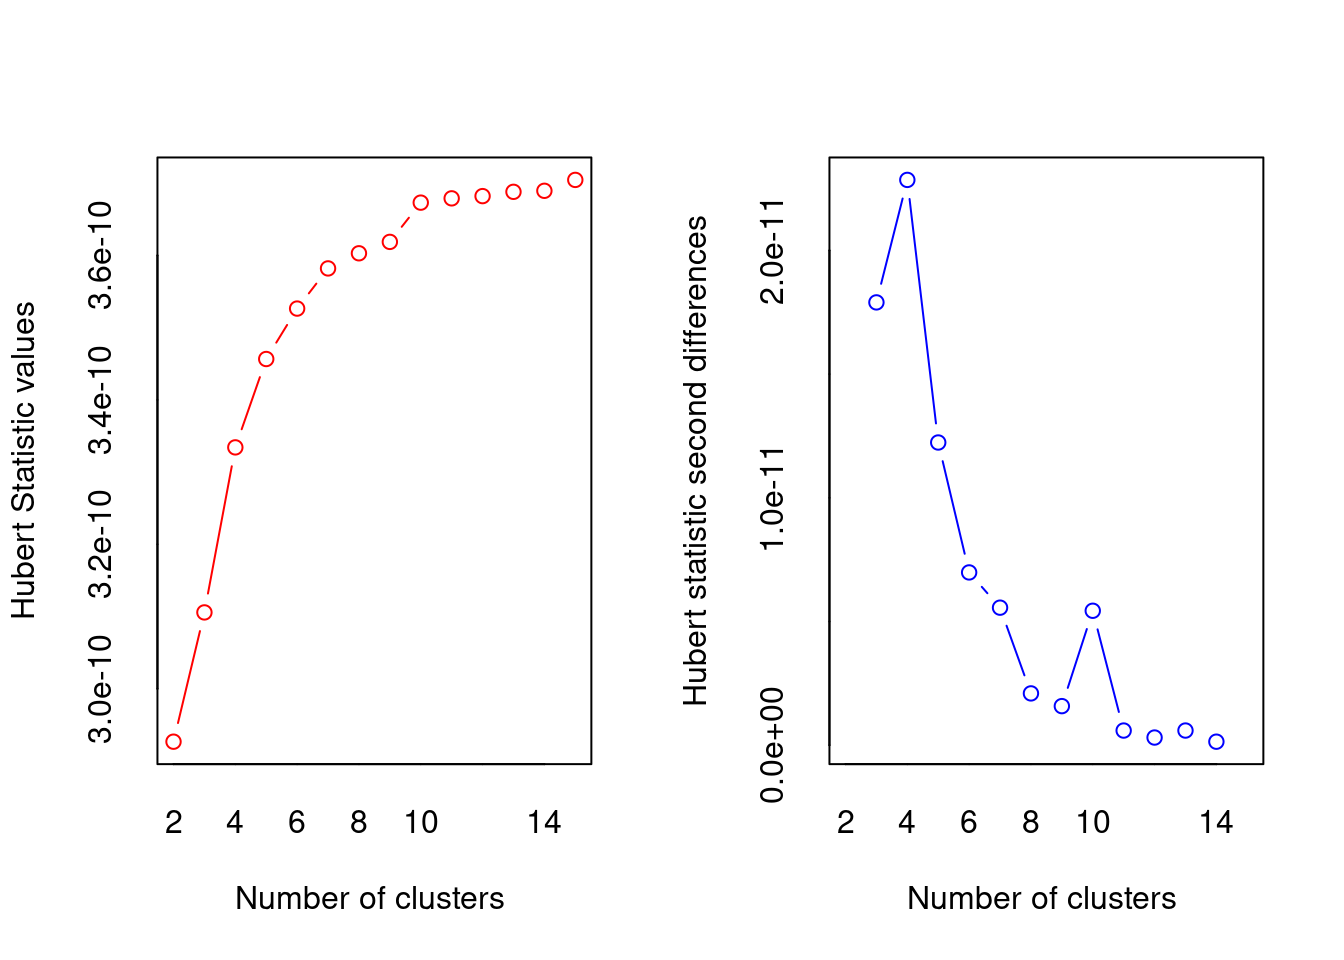 Hubert Statistic values
3.6e-10
3.4e-10
3.2e-10
3.0e-10
2 4 6 8 10 14
Number of clusters
Hubert statistic second differences
2.0e-11
1.0e-11
0.0e+00
2 4 6 8 10 14
Number of clusters